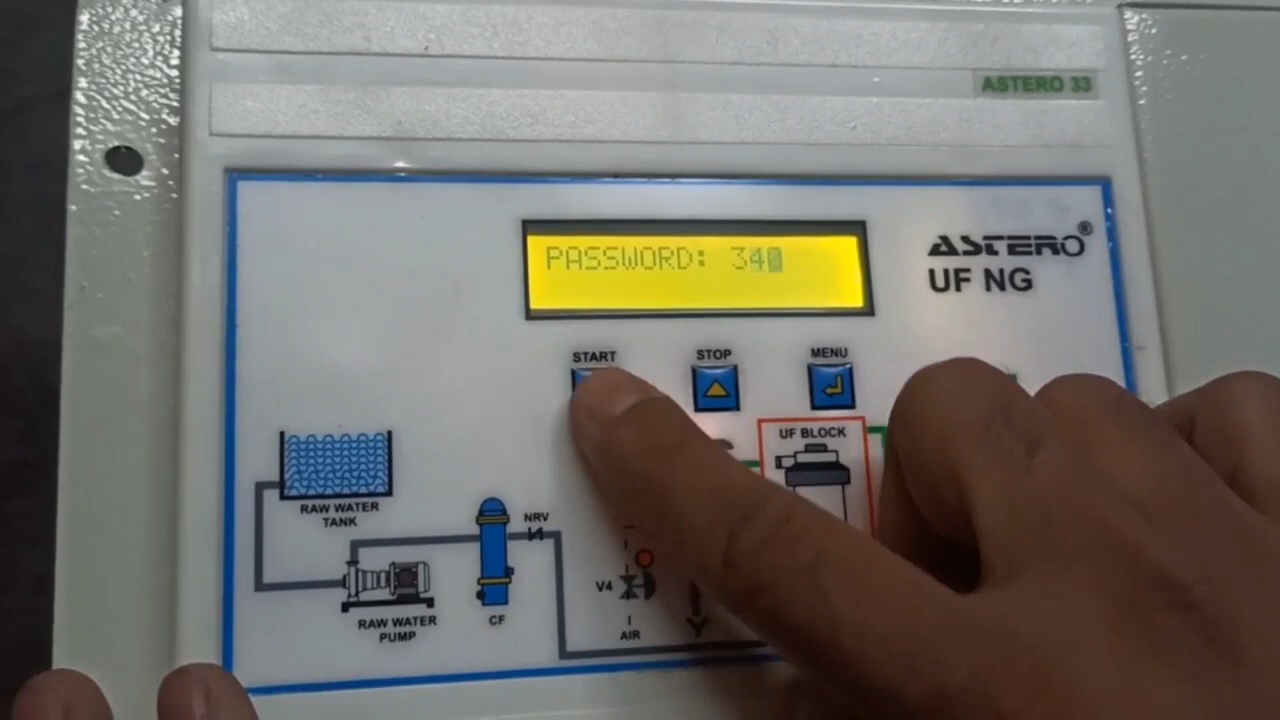 ASTERO 33
PASSWORD: 340
ASTERO®
UF NG
START
STOP
MENU
UF BLOCK
RAW WATER
TANK
NRV
RAW WATER
PUMP
CF
V4
AIR